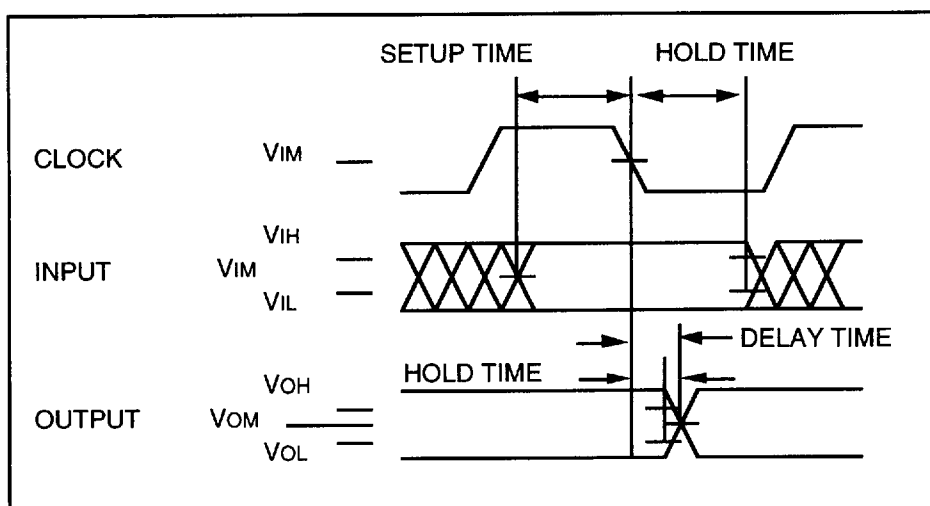 SETUP TIME HOLD TIME
CLOCK VIM
VIH
INPUT VIM
VIL
DELAY TIME
HOLD TIME
VOH
OUTPUT VOM
VOL